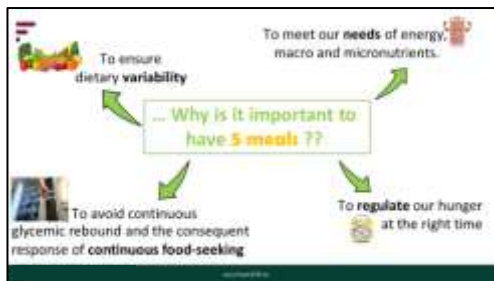 To ensure
dietary variability
To meet our needs of energy,
macro and micronutrients.
... Why is it important to
have 5 meals ??
To avoid continuous
glycemic rebound and the consequent
response of continuous food-seeking
To regulate our hunger
at the right time